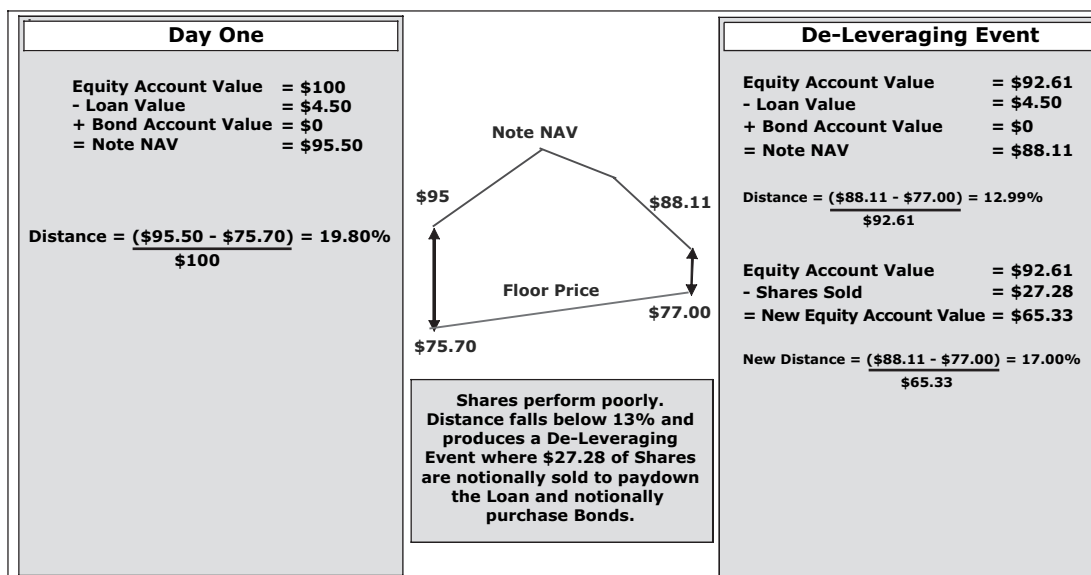 Day One
Equity Account Value = $100
- Loan Value = $4.50
+ Bond Account Value = $0
= Note NAV = $95.50
Distance = ($95.50 - $75.70) = 19.80%
$100
Note NAV
$95
$88.11
Floor Price
$77.00
$75.70
Shares perform poorly.
Distance falls below 13% and
produces a De-Leveraging
Event where $27.28 of Shares
are notionally sold to paydown
the Loan and notionally
purchase Bonds.
De-Leveraging Event
Equity Account Value = $92.61
- Loan Value = $4.50
+ Bond Account Value = $0
= Note NAV = $88.11
Distance = ($88.11 - $77.00) = 12.99%
$92.61
Equity Account Value = $92.61
- Shares Sold = $27.28
= New Equity Account Value = $65.33
New Distance = ($88.11 - $77.00) = 17.00%
$65.33